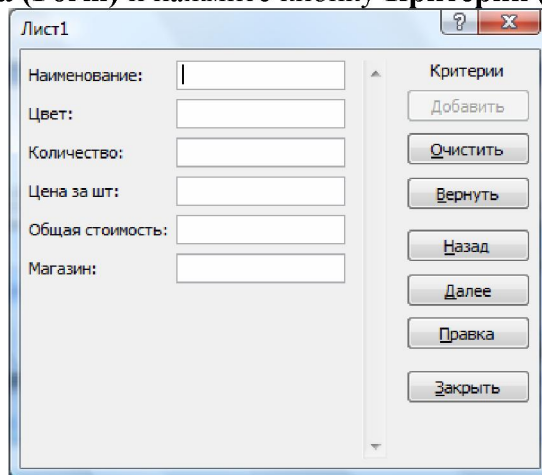 Лист1
Наименование:
Цвет:
Количество:
Цена за шт:
Общая стоимость:
Магазин:
Критерии
Добавить
Очистить
Вернуть
Назад
Далее
Правка
Закрыть